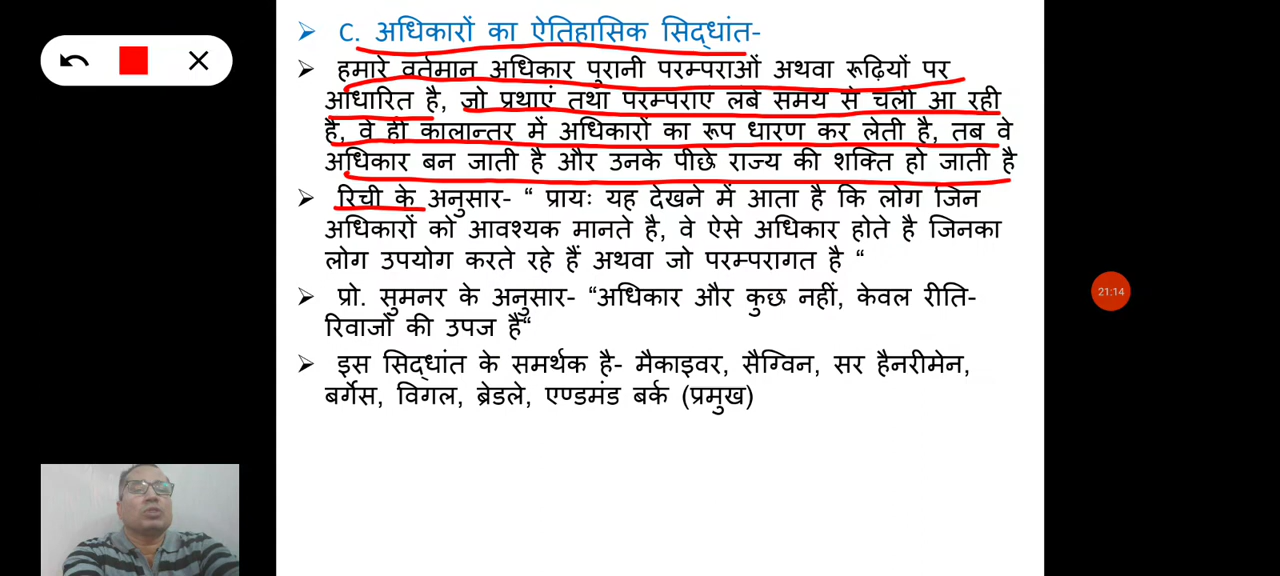 C. अधिकारों का ऐतिहासिक सिद्धांत-
हमारे वर्तमान अधिकार पुरानी परम्पराओं अथवा रूढ़ियों पर
आधारित है, जो प्रथाएं तथा परम्पराएं लंबे समय से चली आ रही
है, वे ही कालान्तर में अधिकारों का रूप धारण कर लेती है, तब वे
अधिकार बन जाती है और उनके पीछे राज्य की शक्ति हो जाती है
रिची के अनुसार- “ प्रायः यह देखने में आता है कि लोग जिन
अधिकारों को आवश्यक मानते है, वे ऐसे अधिकार होते है जिनका
लोग उपयोग करते रहे हैं अथवा जो परम्परागत है “
प्रो. सुमनर के अनुसार- “अधिकार और कुछ नहीं, केवल रीति-
रिवाजों की उपज है“
इस सिद्धांत के समर्थक है- मैकाइवर, सैग्विन, सर हैनरीमेन,
बर्गेस, विगल, ब्रेडले, एण्डमंड बर्क (प्रमुख)
21:14